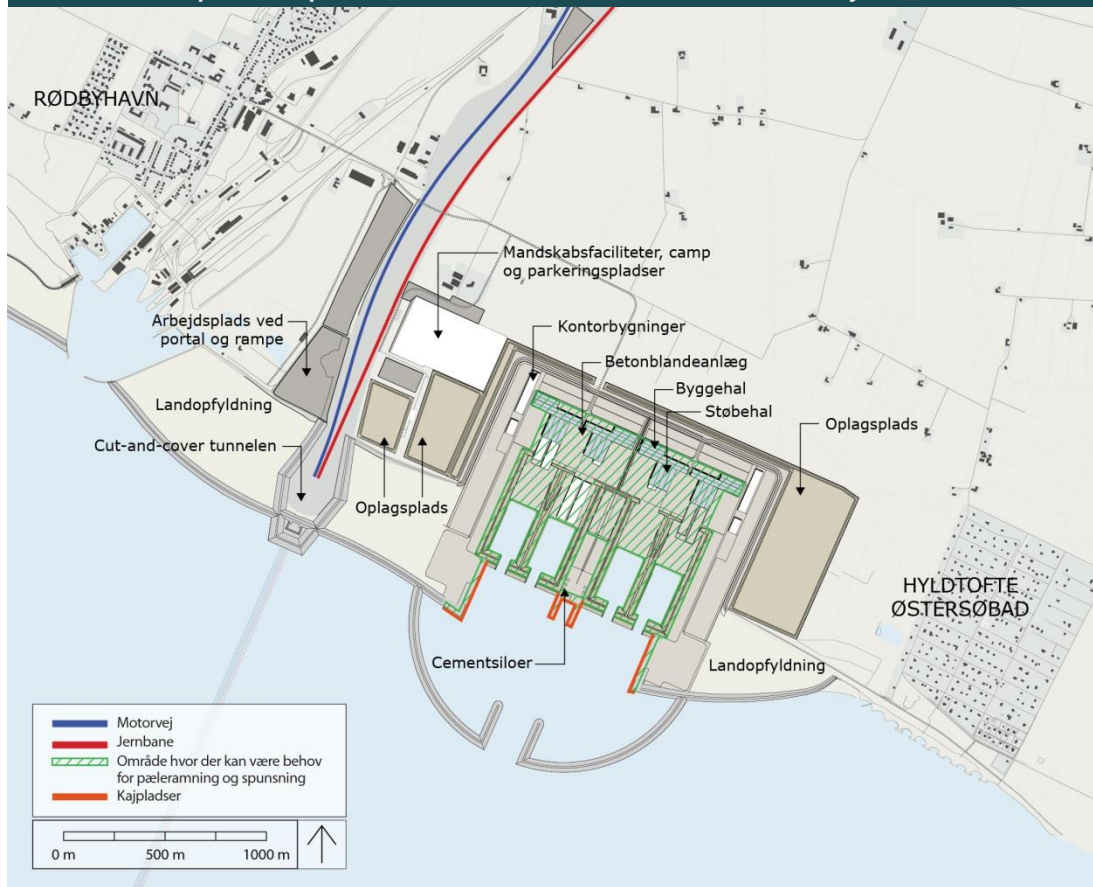 RØDBYHAVN
Mandskabsfaciliteter, camp
og parkeringspladser
Arbejdsplads ved
portal og rampe
Kontorbygninger
Betonblandeanlæg
Byggehal
Støbehal
Landopfyldning
Oplagsplads
Cut-and-cover tunnelen
Oplagsplads
HYLDTOFTE
ØSTERSØBAD
Cementsiloer
Landopfyldning
Motorvej
Jernbane
Område hvor der kan være behov
for pæleramning og spunsning
Kajpladser
0 m 500 m 1000 m